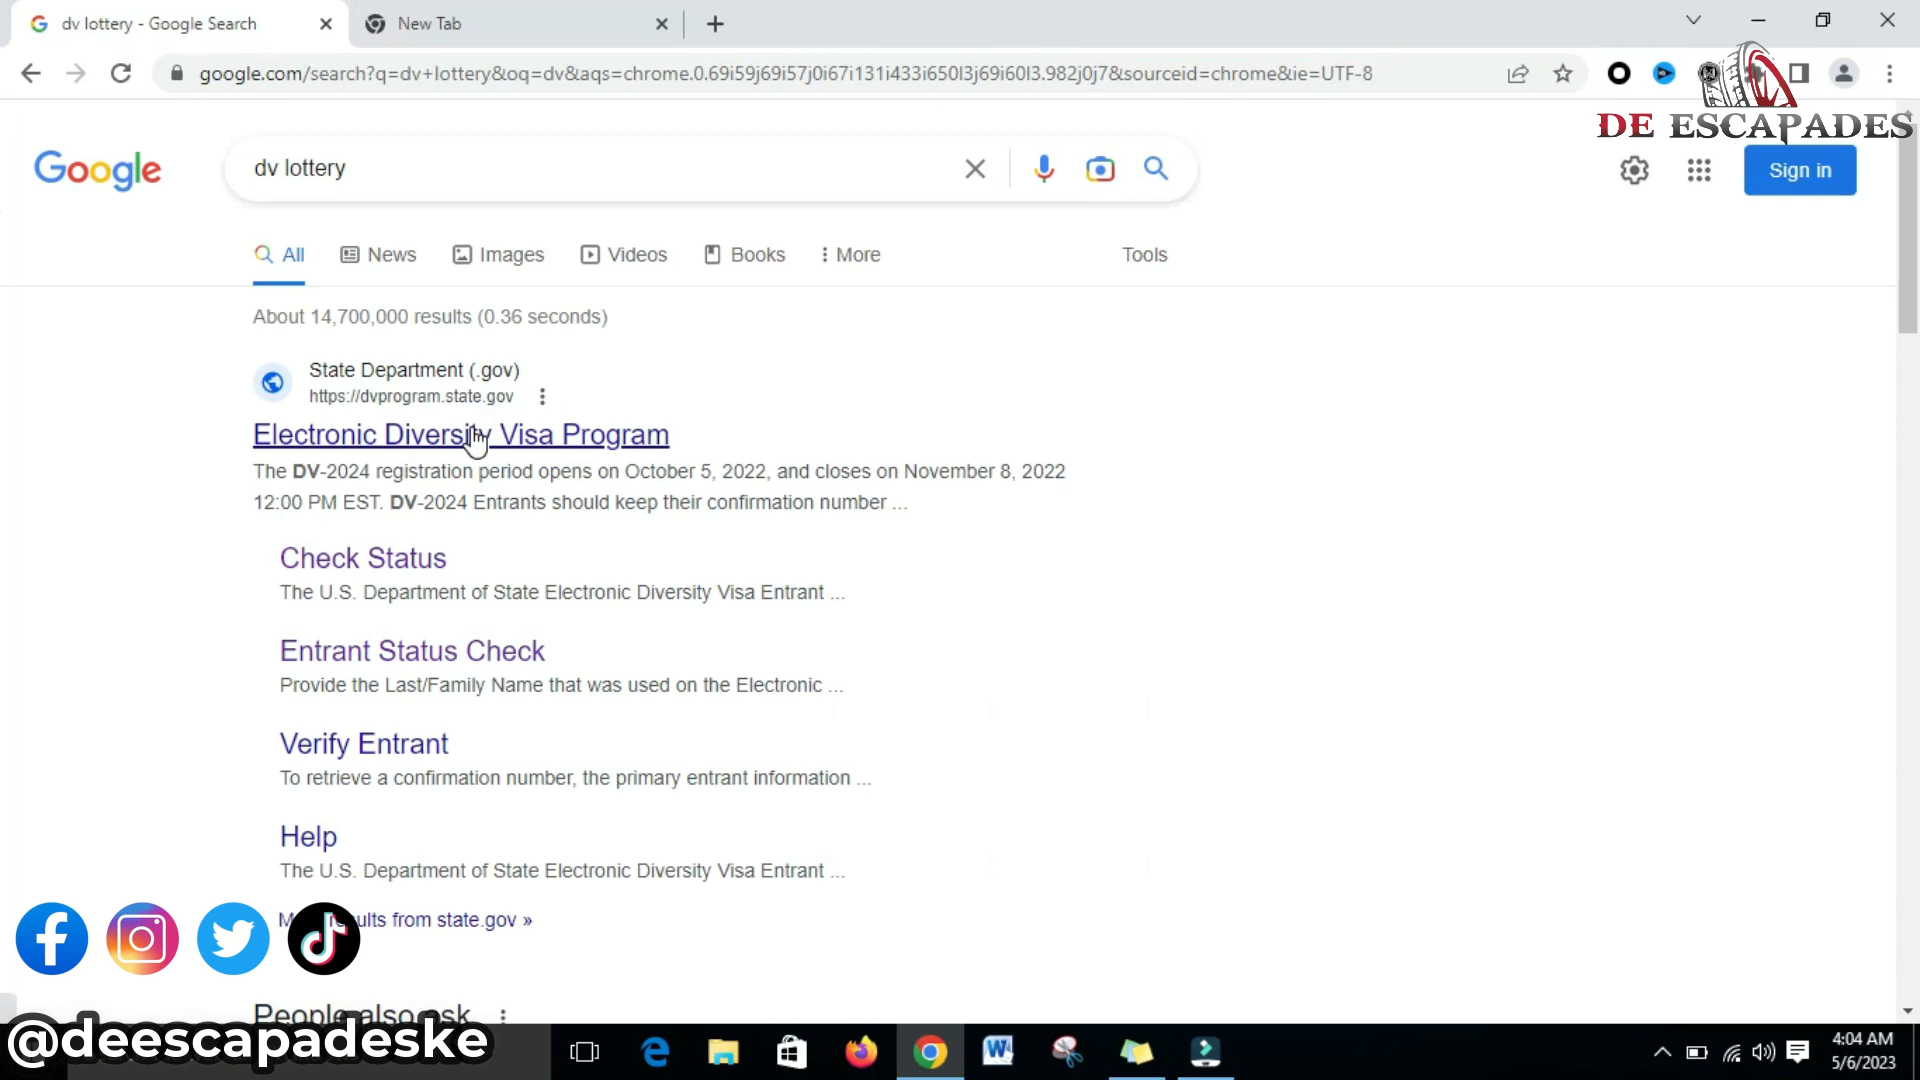 dv lottery - Google Search
New Tab
google.com/search?q=dv+lottery&oq=dv&aqs=chrome.0.69i59j69i57j0i67i131i433i650l3j69i60l3.982j0j7&sourceid=chrome&ie=UTF-8
DE ESCAPADES
Google
dv lottery
Sign in
All
News
Images
Videos
Books
More
Tools
About 14,700,000 results (0.36 seconds)
State Department (.gov)
https://dvprogram.state.gov
Electronic Diversity Visa Program
The DV-2024 registration period opens on October 5, 2022, and closes on November 8, 2022
12:00 PM EST. DV-2024 Entrants should keep their confirmation number ...
Check Status
The U.S. Department of State Electronic Diversity Visa Entrant ...
Entrant Status Check
Provide the Last/Family Name that was used on the Electronic ...
Verify Entrant
To retrieve a confirmation number, the primary entrant information ...
Help
The U.S. Department of State Electronic Diversity Visa Entrant ...
results from state.gov »
People also ask
@deescapadeske
4:04 AM
5/6/2023